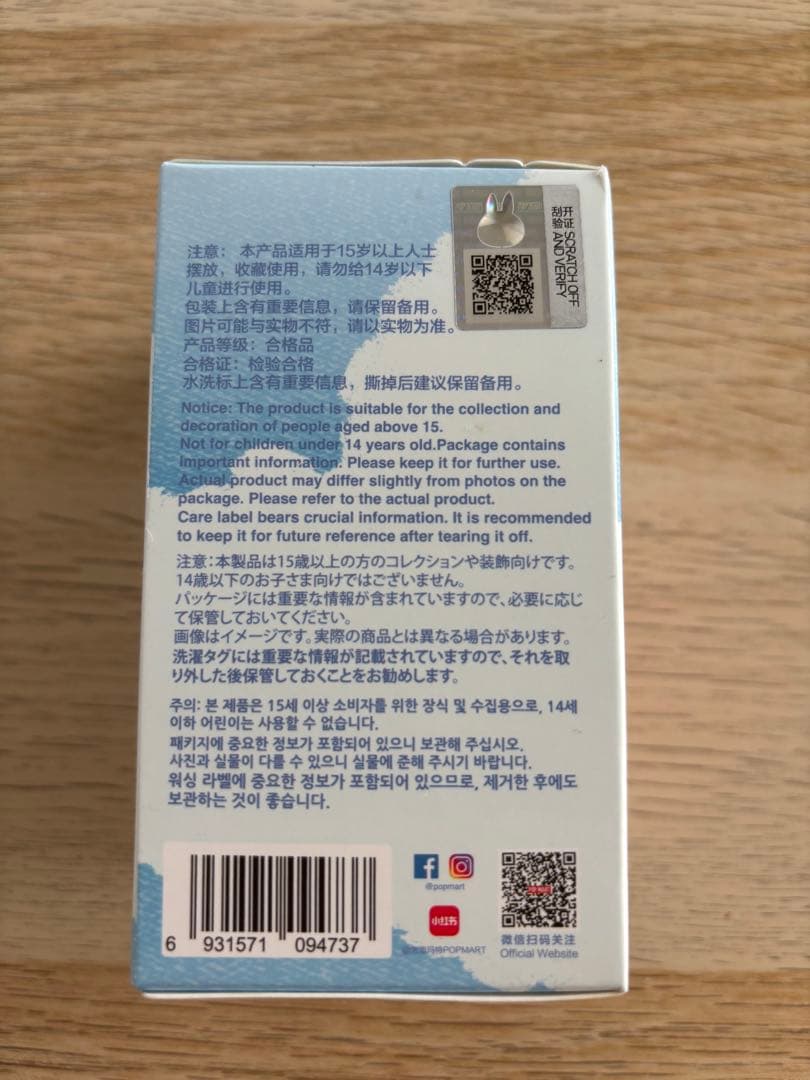 开证 SCRATCH OFF
刮验 AND VERIFY
注意： 本产品适用于15岁以上人士
摆放，收藏使用，请勿给14岁以下
儿童进行使用。
包装上含有重要信息，请保留备用。
图片可能与实物不符，请以实物为准。
产品等级：合格品
合格证：检验合格
水洗标上含有重要信息，撕掉后建议保留备用。
Notice: The product is suitable for the collection and
decoration of people aged above 15.
Not for children under 14 years old.Package contains
important information. Please keep it for further use.
Actual product may differ slightly from photos on the
package. Please refer to the actual product.
Care label bears crucial information. It is recommended
to keep it for future reference after tearing it off.
注意：本製品は15歳以上の方のコレクションや装飾向けです。
14歳以下のお子さま向けではございません。
パッケージには重要な情報が含まれていますので、必要に応じ
て保管しておいてください。
画像はイメージです。実際の商品とは異なる場合があります。
洗濯タグには重要な情報が記載されていますので、それを取
り外した後保管しておくことをお勧めします。
주의: 본 제품은 15세 이상 소비자를 위한 장식 및 수집용으로, 14세
이하 어린이는 사용할 수 없습니다.
패키지에 중요한 정보가 포함되어 있으니 보관해 주십시오.
사진과 실물이 다를 수 있으니 실물에 준해 주시기 바랍니다.
워싱 라벨에 중요한 정보가 포함되어 있으므로, 제거한 후에도
보관하는 것이 좋습니다.
6 931571 094737
@popmart
小红书
@泡泡玛特POPMART
POP MART
微信扫码关注
Official Website